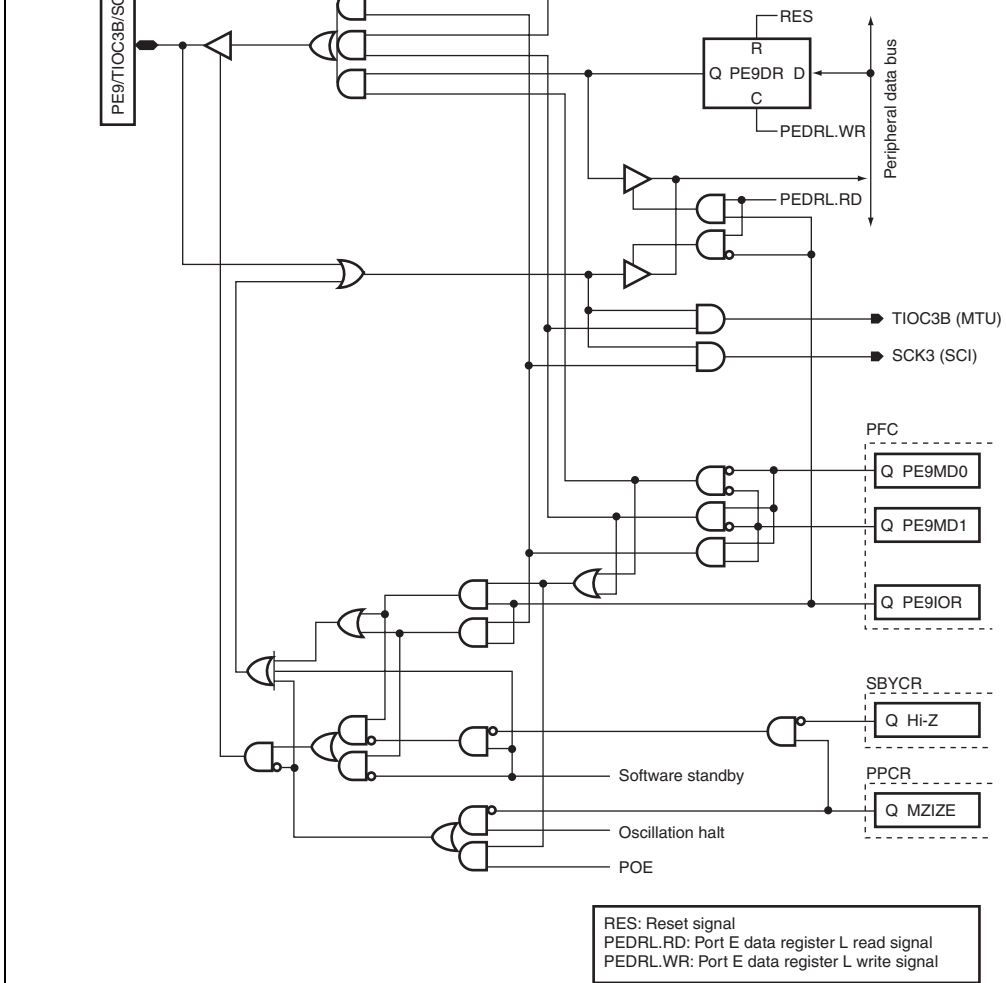 PE9/TIOC3B/SC
RES
R
Q PE9DR D
C
PEDRL.WR
Peripheral data bus
PEDRL.RD
TIOC3B (MTU)
SCK3 (SCI)
PFC
Q PE9MD0
Q PE9MD1
Q PE9IOR
SBYCR
Q Hi-Z
Software standby
PPCR
Q MZIZE
Oscillation halt
POE
RES: Reset signal
PEDRL.RD: Port E data register L read signal
PEDRL.WR: Port E data register L write signal